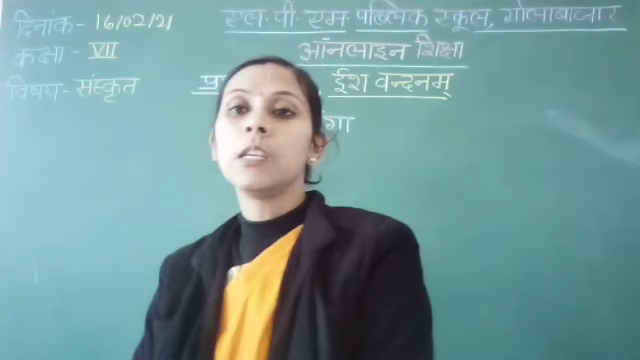 दिनांक- 16/02/21
एल. पी. एम. पब्लिक स्कूल, गोलाबाजार
कक्षा - VII
ऑनलाइन शिक्षा
विषय- संस्कृत
ईश वन्दनम्